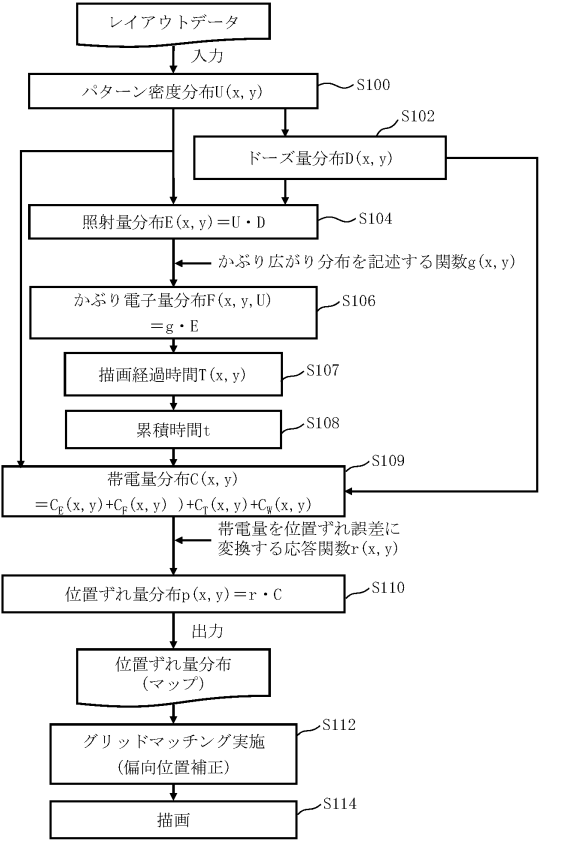 レイアウトデータ
入力
パターン密度分布U(x,y)
S100
S102
ドーズ量分布D(x,y)
照射量分布E(x,y)=U・D
S104
かぶり広がり分布を記述する関数g(x,y)
かぶり電子量分布F(x,y,U)
=g・E
S106
描画経過時間T(x,y)
S107
累積時間t
S108
帯電量分布C(x,y)
=CE(x,y)+CF(x,y) )+CT(x,y)+CW(x,y)
S109
帯電量を位置ずれ誤差に
変換する応答関数r(x,y)
位置ずれ量分布p(x,y)=r・C
S110
出力
位置ずれ量分布
(マップ)
グリッドマッチング実施
(偏向位置補正)
S112
描画
S114